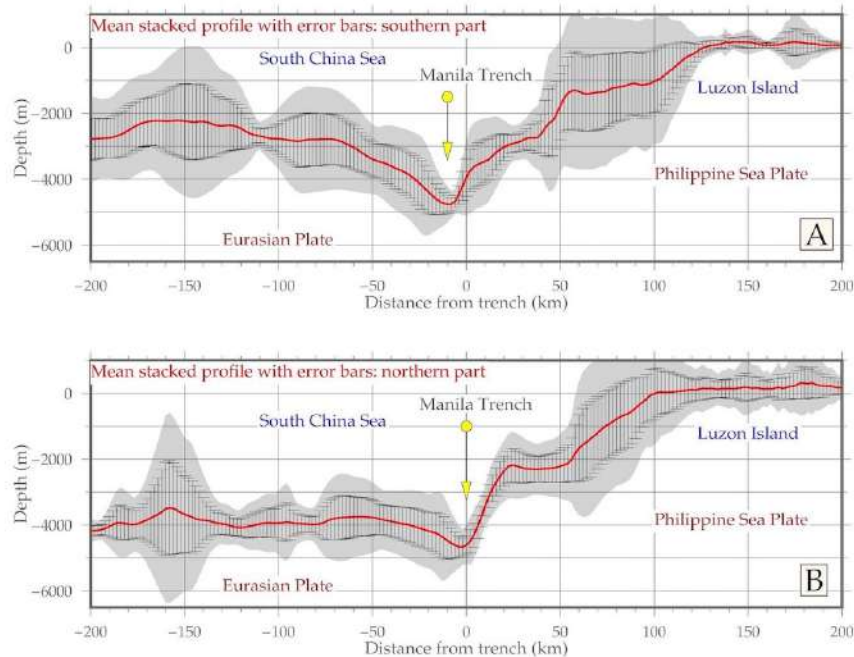 Mean stacked profile with error bars: southern part
South China Sea
Manila Trench
Luzon Island
Philippine Sea Plate
Eurasian Plate
A
Depth (m)
0
−2000
−4000
−6000
−200 −150 −100 −50 0 50 100 150 200
Distance from trench (km)
Mean stacked profile with error bars: northern part
South China Sea
Manila Trench
Luzon Island
Philippine Sea Plate
Eurasian Plate
B
Depth (m)
0
−2000
−4000
−6000
−200 −150 −100 −50 0 50 100 150 200
Distance from trench (km)